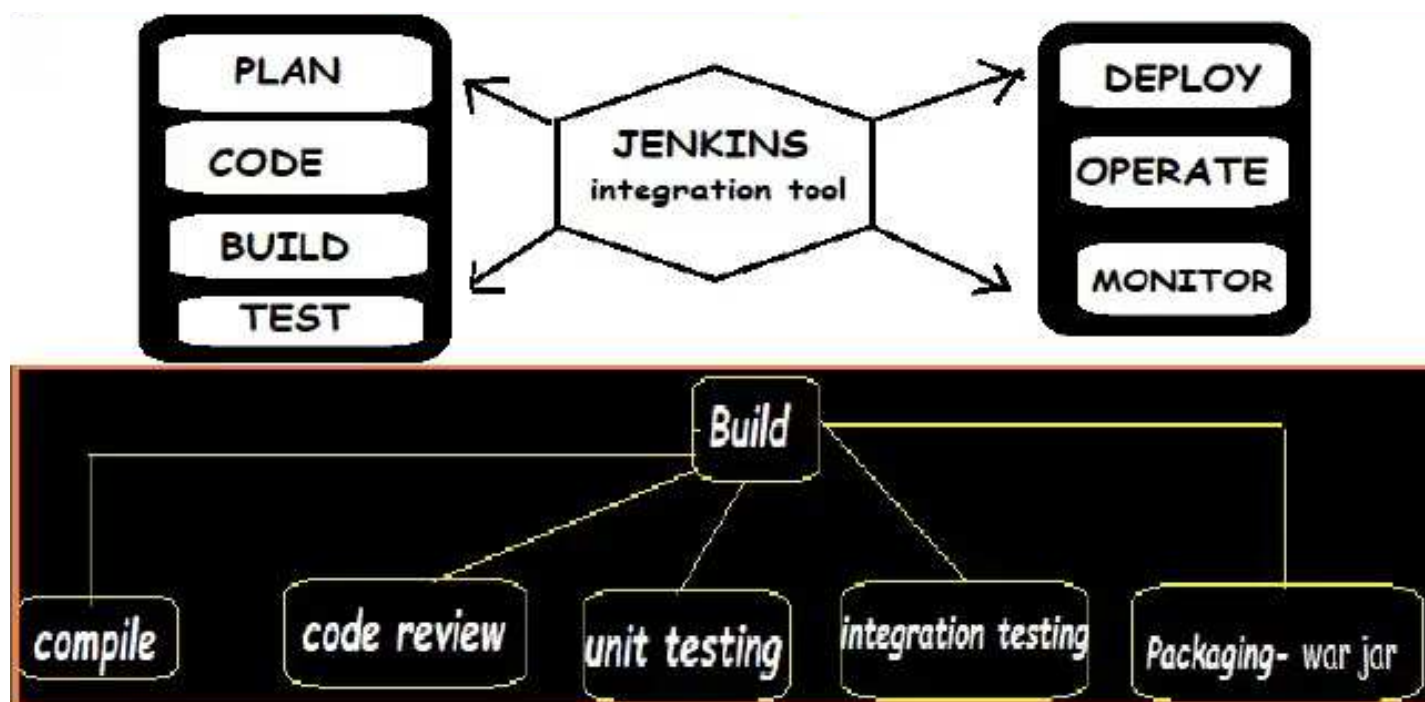 PLAN
CODE
BUILD
TEST
JENKINS
integration tool
DEPLOY
OPERATE
MONITOR
Build
compile
code review
unit testing
integration testing
Packaging- war jar